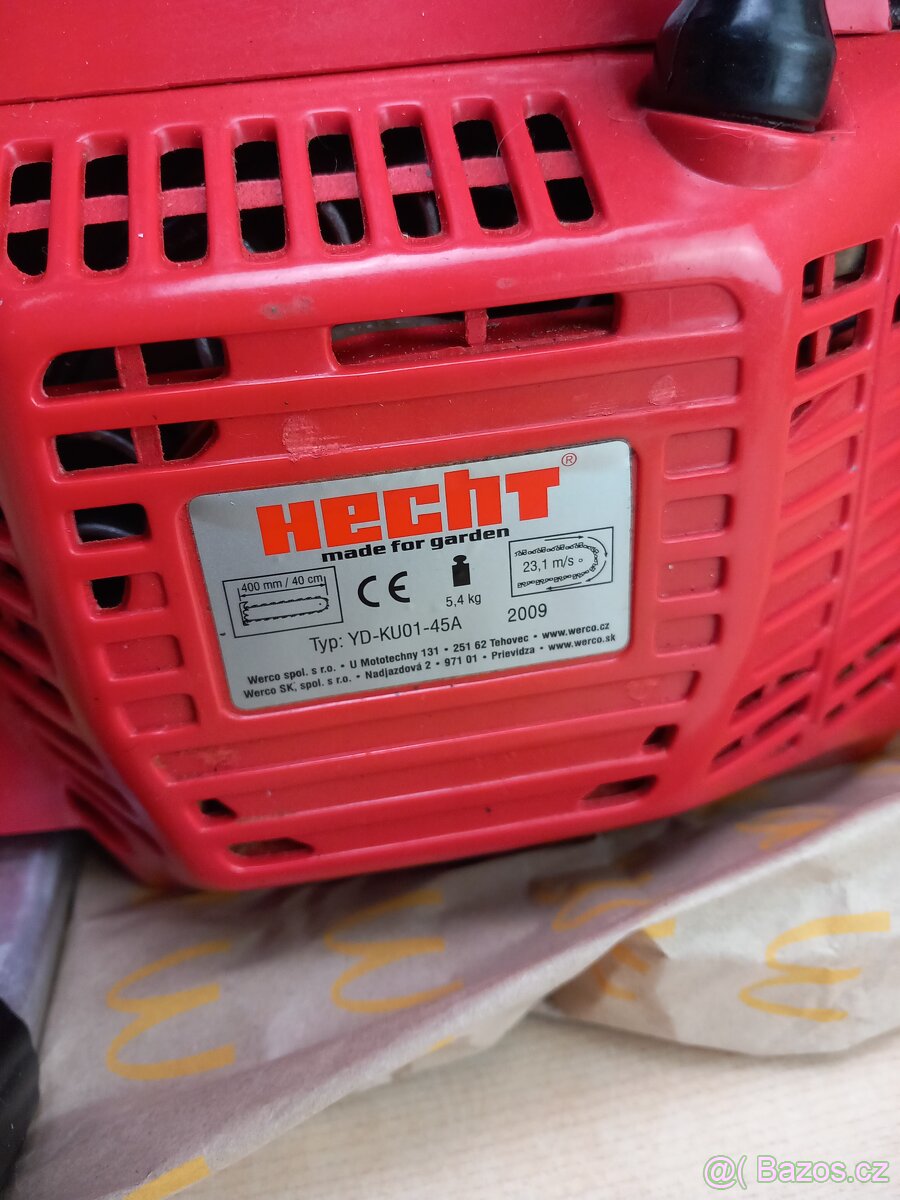 HECHT®
made for garden
400 mm / 40 cm
CE
5,4 kg
23,1 m/s
Typ: YD-KU01-45A
2009
Werco spol. s r.o. • U Mototechny 131 • 251 62 Tehovec • www.werco.cz
Werco SK, spol. s r.o. • Nadjazdová 2 • 971 01 • Prievidza • www.werco.sk
@( Bazos.cz